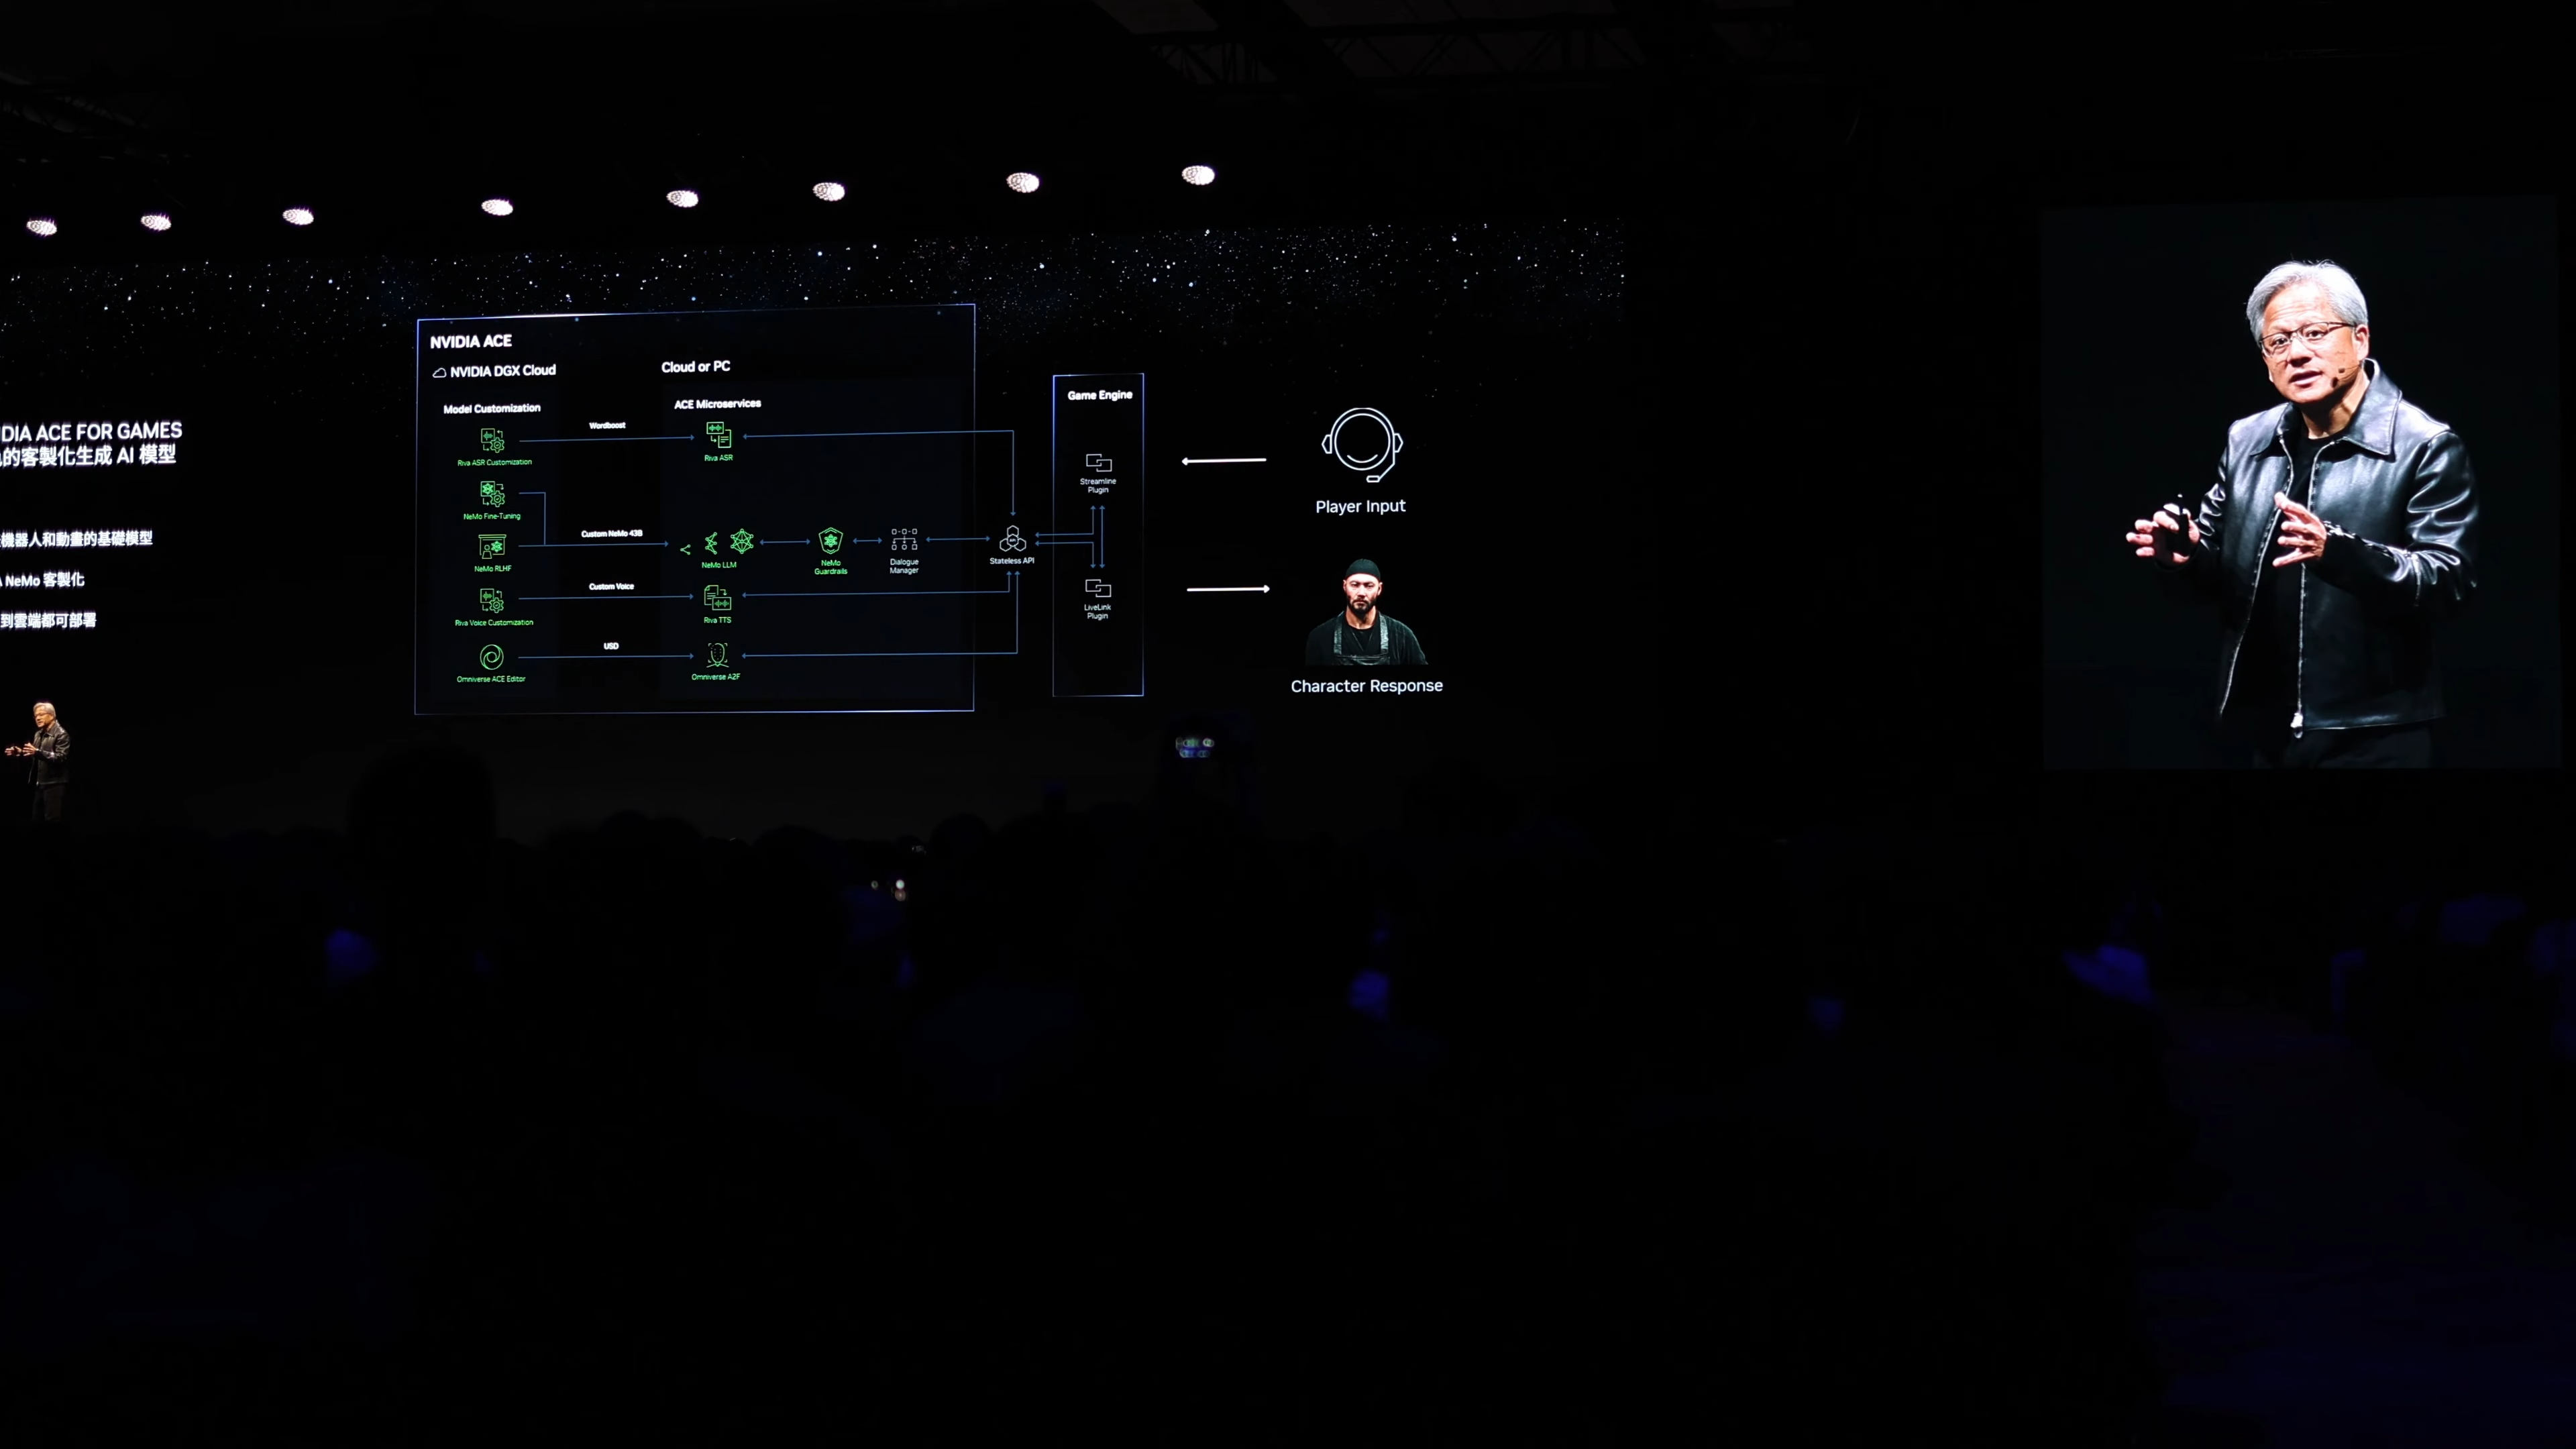 DIA ACE FOR GAMES
的客製化生成 AI 模型
機器人和動畫的基礎模型
NeMo 客製化
到雲端都可部署
NVIDIA ACE
NVIDIA DGX Cloud
Cloud or PC
Model Customization
ACE Microservices
Riva ASR Customization
Wordboost
Riva ASR
NeMo Fine-Tuning
NeMo RLHF
Custom NeMo 43B
NeMo LLM
NeMo
Guardrails
Dialogue
Manager
Stateless API
Riva Voice Customization
Custom Voice
Riva TTS
Omniverse ACE Editor
USD
Omniverse A2F
Game Engine
Streamline
Plugin
LiveLink
Plugin
Player Input
Character Response